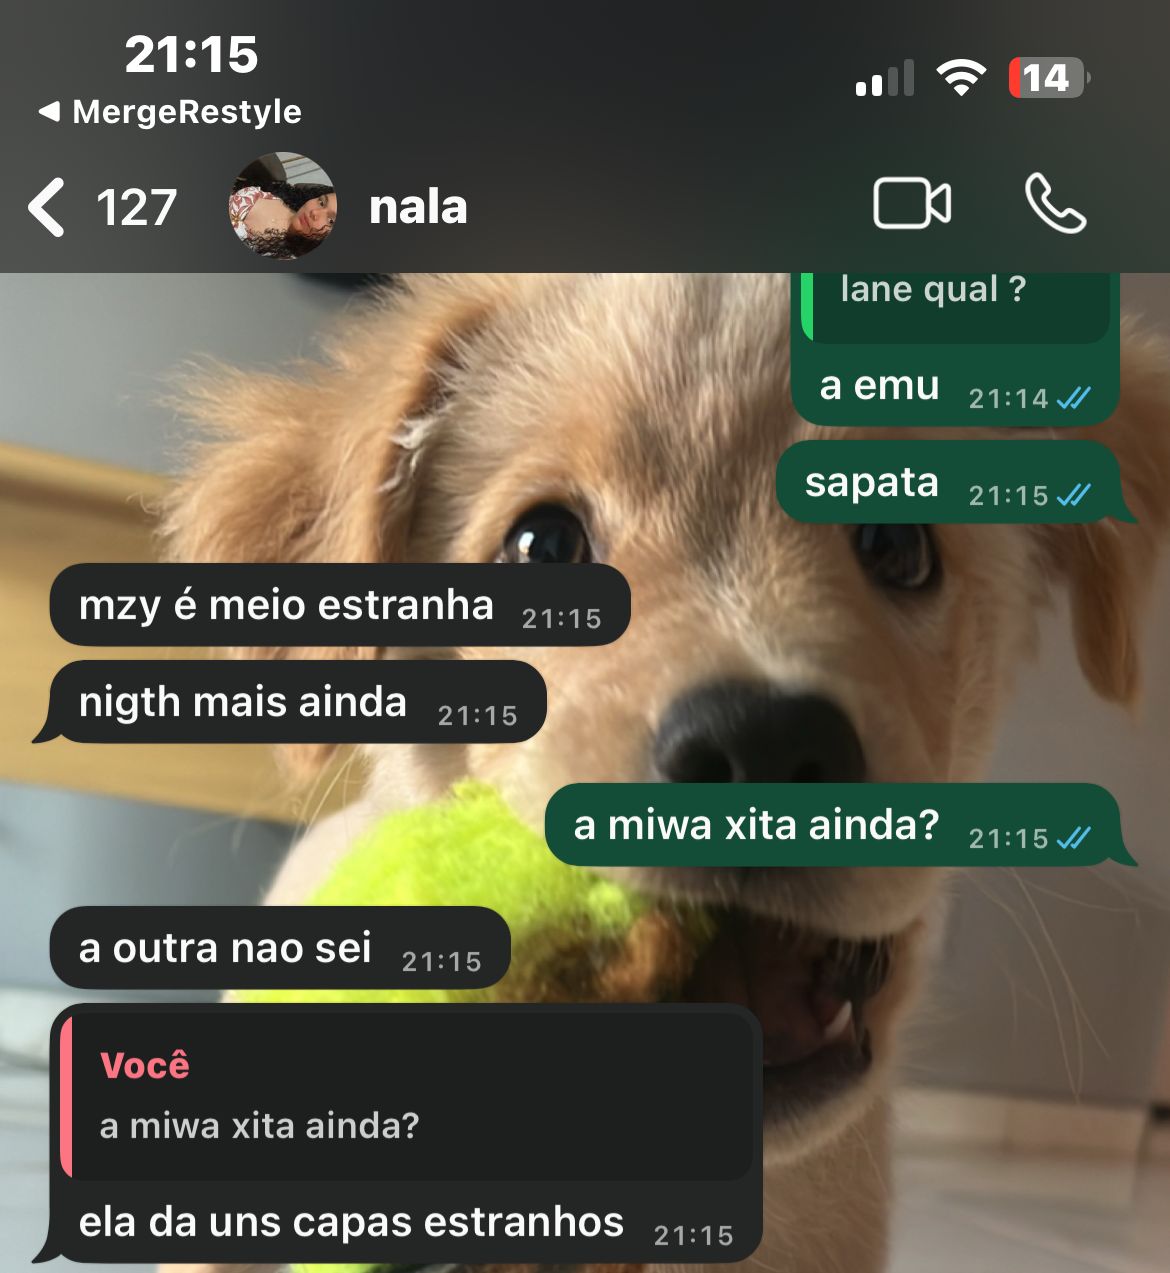 21:15
14
MergeRestyle
127
nala
lane qual ?
a emu 21:14
sapata 21:15
mzy é meio estranha 21:15
nigth mais ainda 21:15
a miwa xita ainda? 21:15
a outra nao sei 21:15
Você
a miwa xita ainda?
ela da uns capas estranhos 21:15